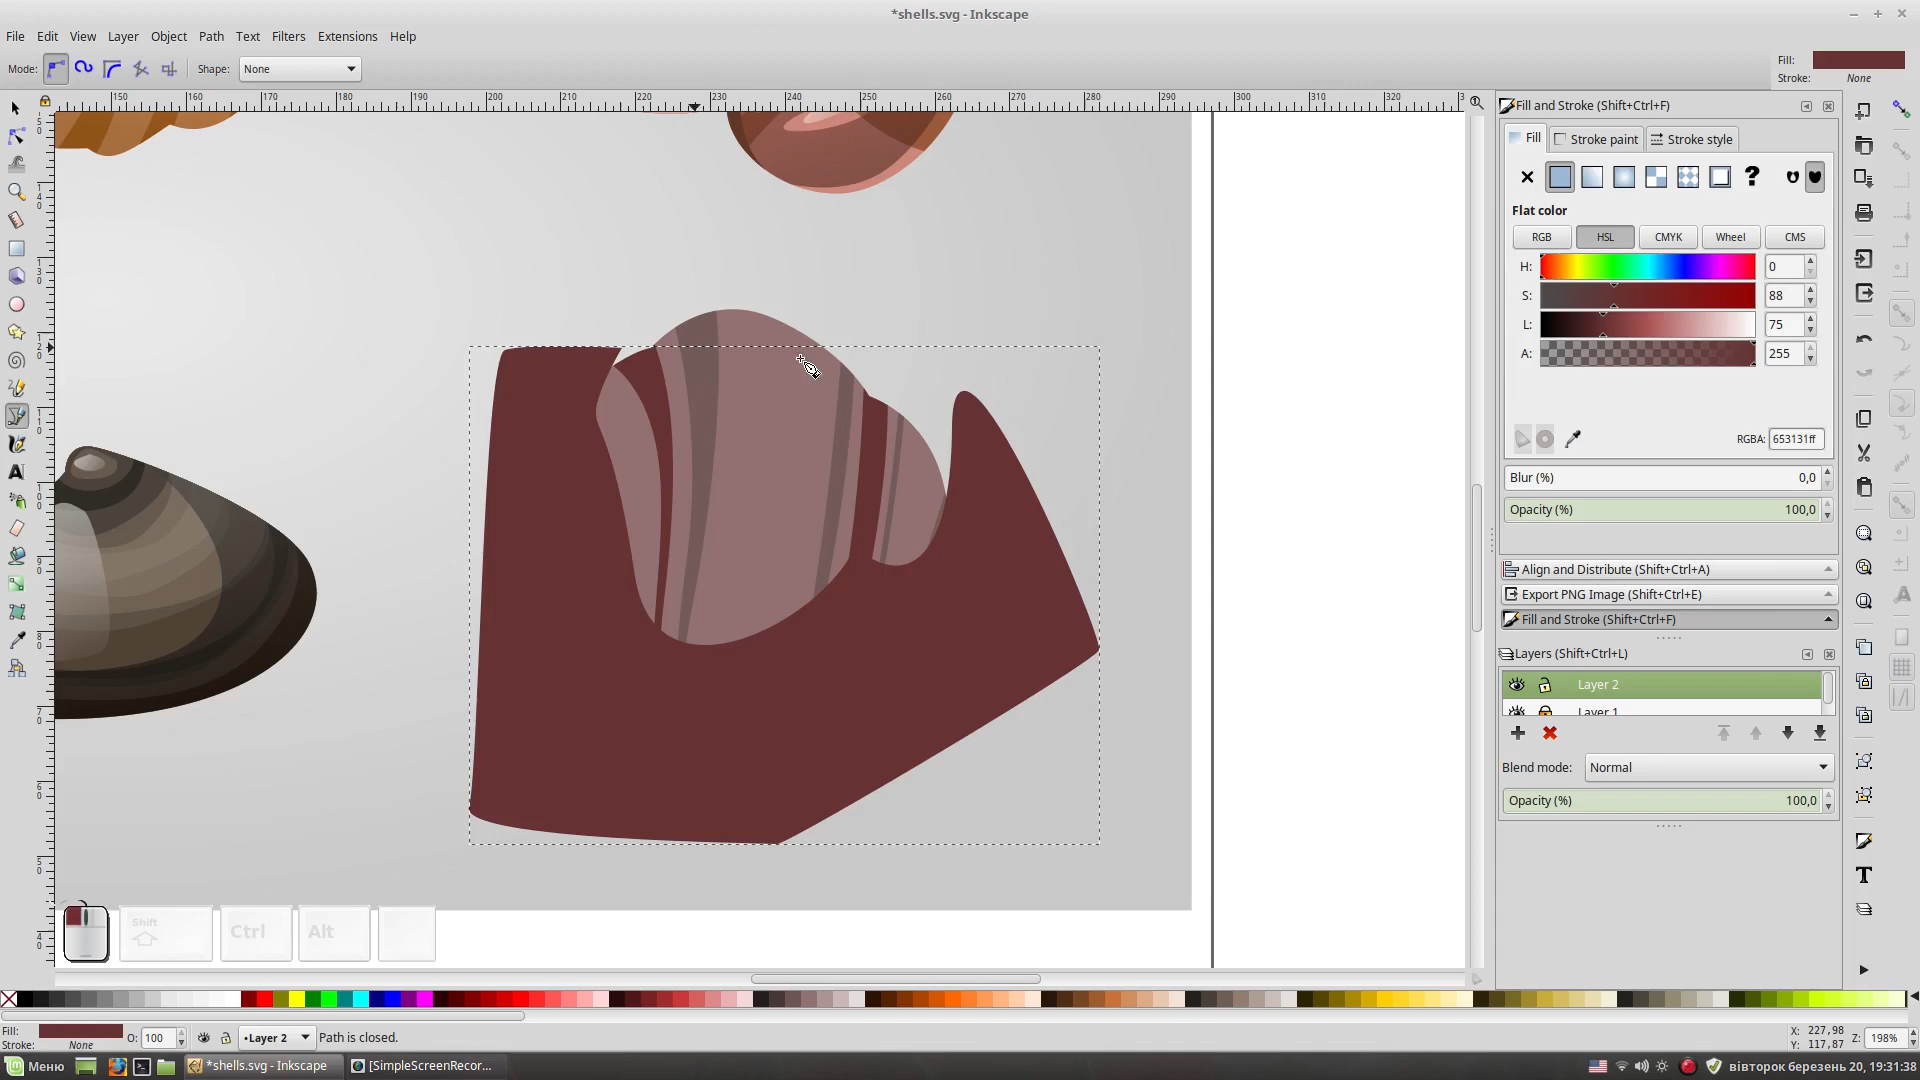 *shells.svg - Inkscape
File Edit View Layer Object Path Filters Text Extensions Help
Mode: Shape: None
Fill:
Stroke: None
150 160 170 180 190 200 210 220 230 240 250 260 270 280 290 300 310 320
Fill and Stroke (Shift+Ctrl+F)
Fill Stroke paint Stroke style
?
Flat color
RGB HSL CMYK Wheel CMS
H: 0
S: 88
L: 75
A: 255
RGBA: 653131ff
Blur (%) 0,0
Opacity (%) 100,0
Align and Distribute (Shift+Ctrl+A)
Export PNG Image (Shift+Ctrl+E)
Fill and Stroke (Shift+Ctrl+F)
Layers (Shift+Ctrl+L)
Layer 2
Layer 1
Blend mode: Normal
Opacity (%) 100,0
Shift Ctrl Alt
Fill:
Stroke: None
O: 100
•Layer 2
Path is closed.
X: 227,98
Y: 117,87
Z: 198%
Меню
*shells.svg - Inkscape
[SimpleScreenRecor...
вівторок березень 20, 19:31:38